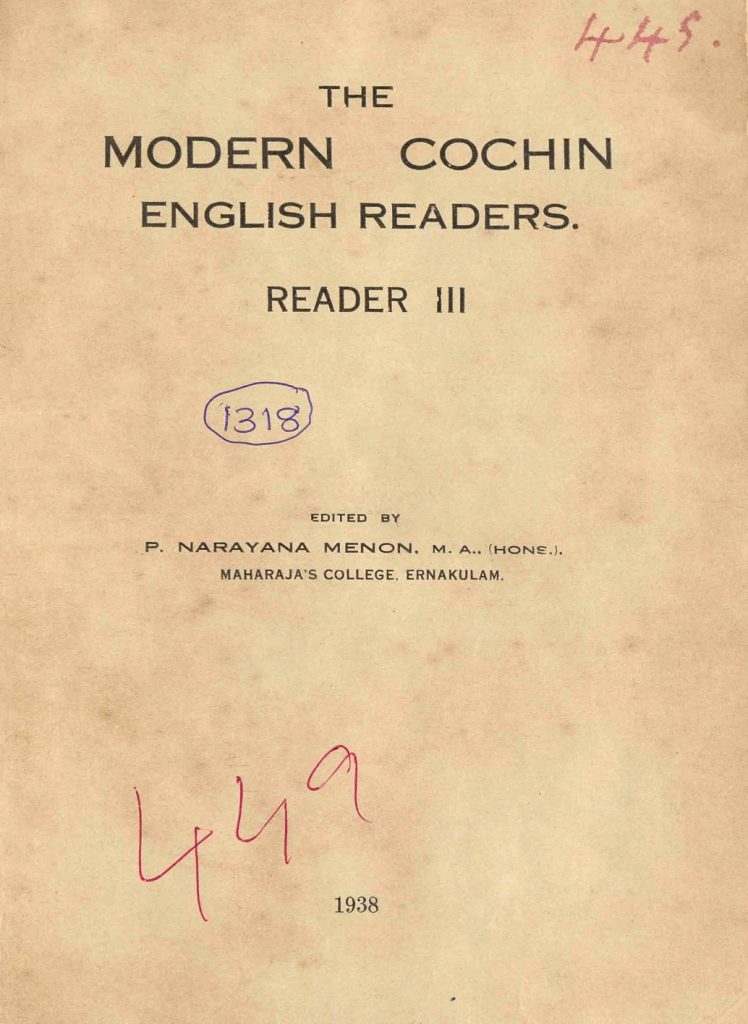 445.
THE
MODERN COCHIN
ENGLISH READERS.
READER III
1318
EDITED BY
P. NARAYANA MENON, M. A., (HONS.),
MAHARAJA'S COLLEGE, ERNAKULAM.
449
1938